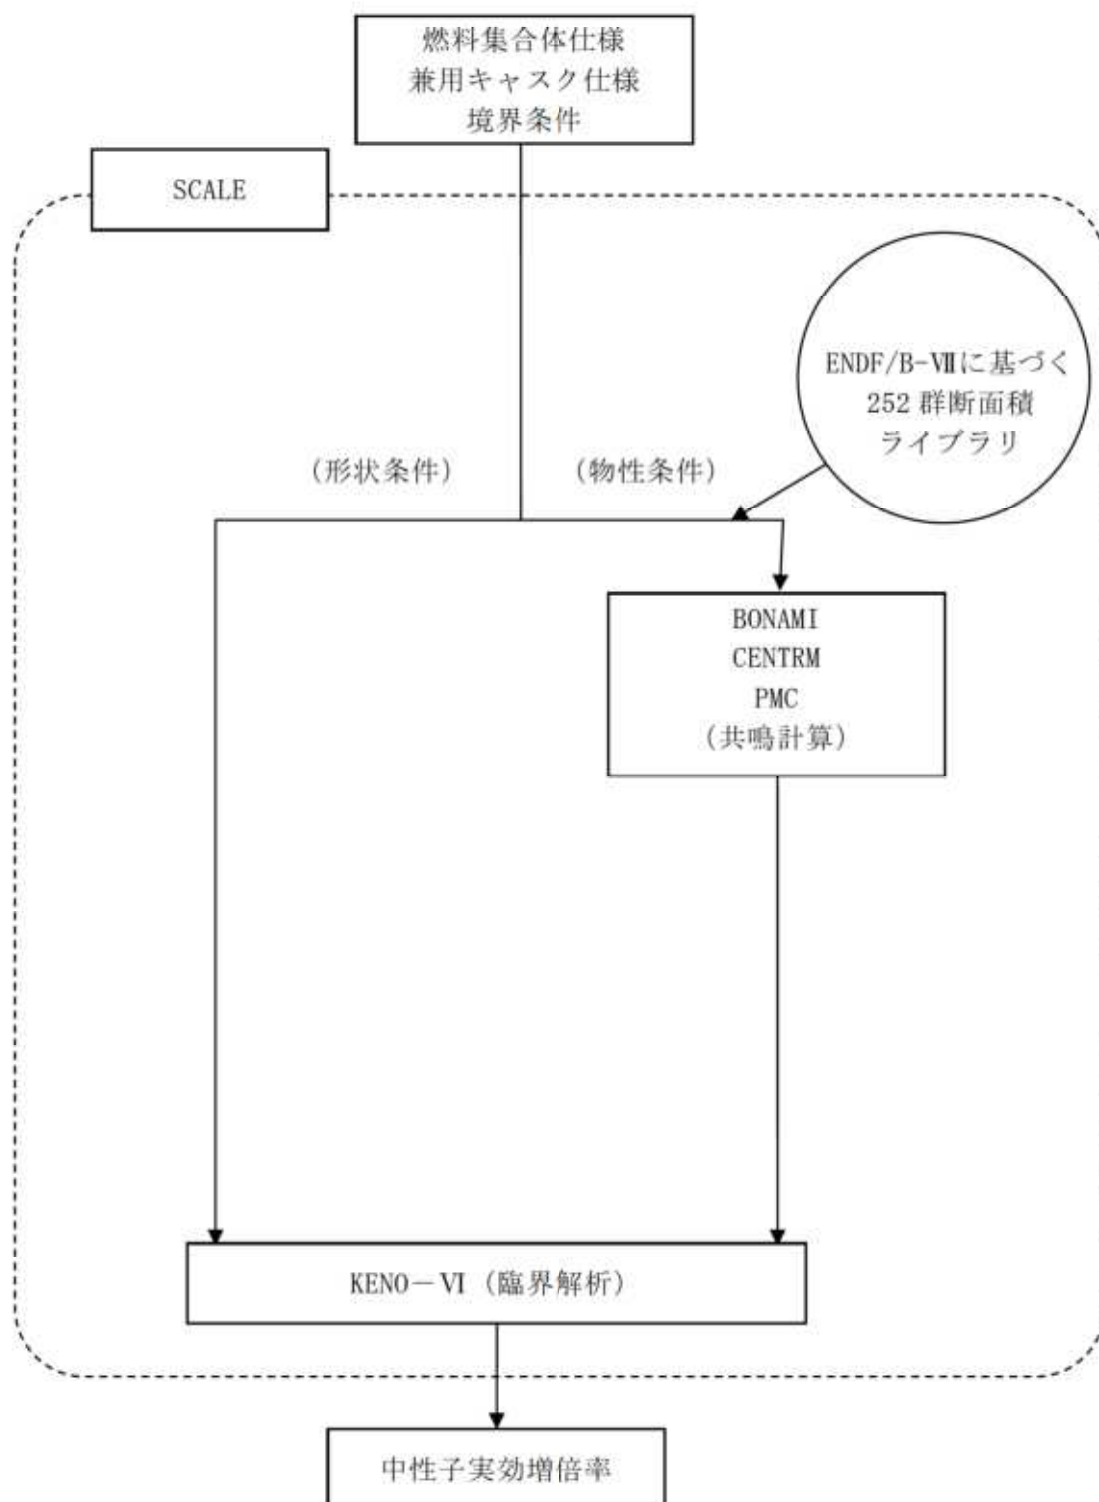 燃料集合体仕様
兼用キャスク仕様
境界条件
SCALE
ENDF/B-Ⅶに基づく
252 群断面積
ライブラリ
（形状条件）
（物性条件）
BONAMI
CENTRM
PMC
（共鳴計算）
KENO－Ⅵ（臨界解析）
中性子実効増倍率